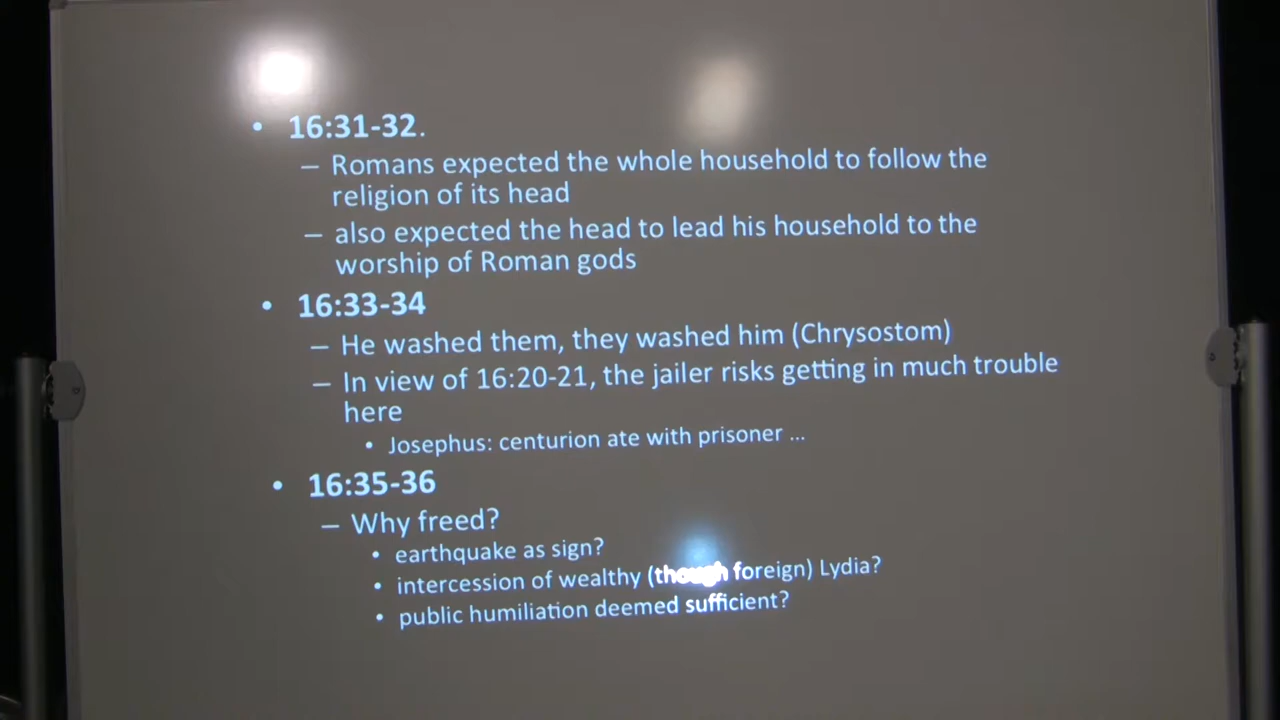 • 16:31-32.
– Romans expected the whole household to follow the
religion of its head
– also expected the head to lead his household to the
worship of Roman gods
• 16:33-34
– He washed them, they washed him (Chrysostom)
– In view of 16:20-21, the jailer risks getting in much trouble
here
• Josephus: centurion ate with prisoner ...
• 16:35-36
– Why freed?
• earthquake as sign?
• intercession of wealthy (though foreign) Lydia?
• public humiliation deemed sufficient?